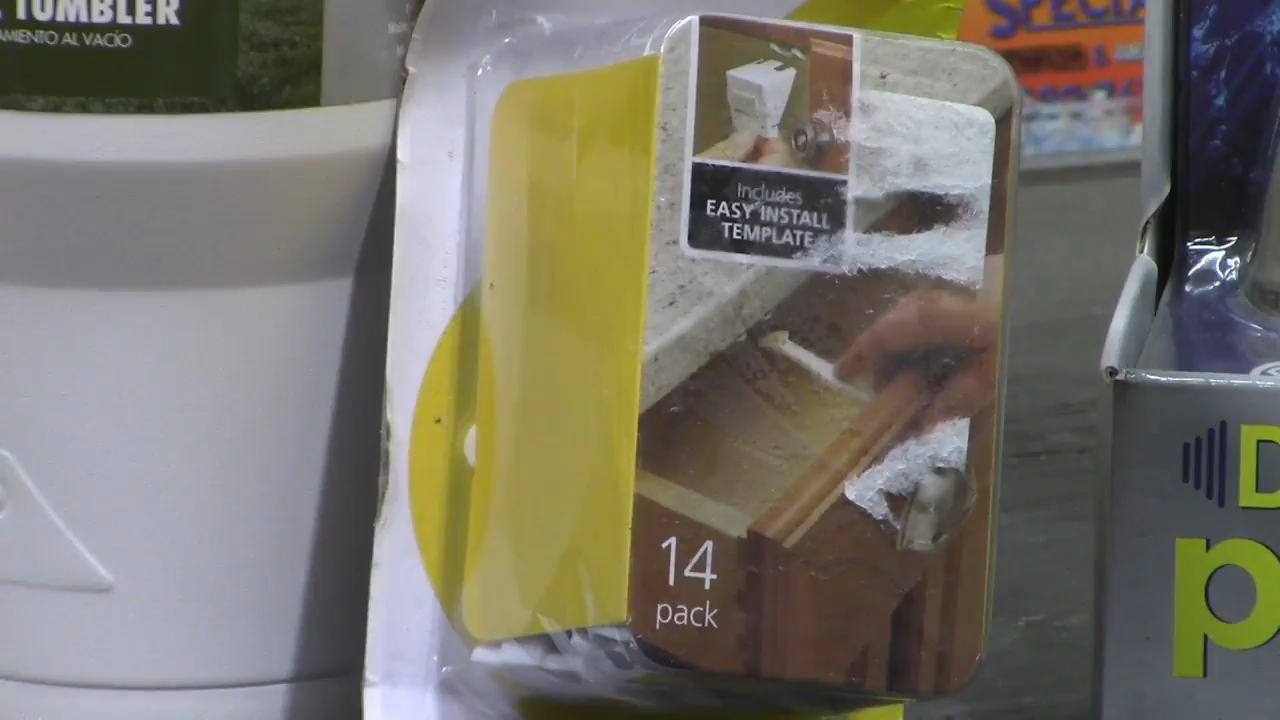 TUMBLER
AMIENTO AL VACÍO
SPECIA
Includes
EASY INSTALL
TEMPLATE
14
pack
D
p